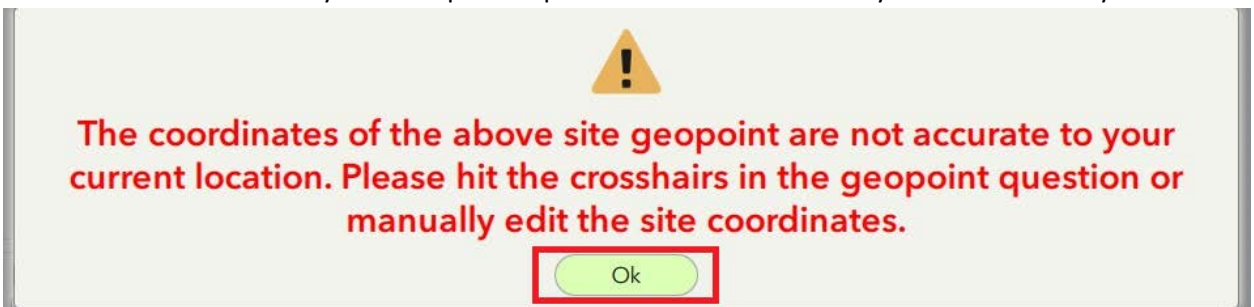 The coordinates of the above site geopoint are not accurate to your
current location. Please hit the crosshairs in the geopoint question or
manually edit the site coordinates.
Ok